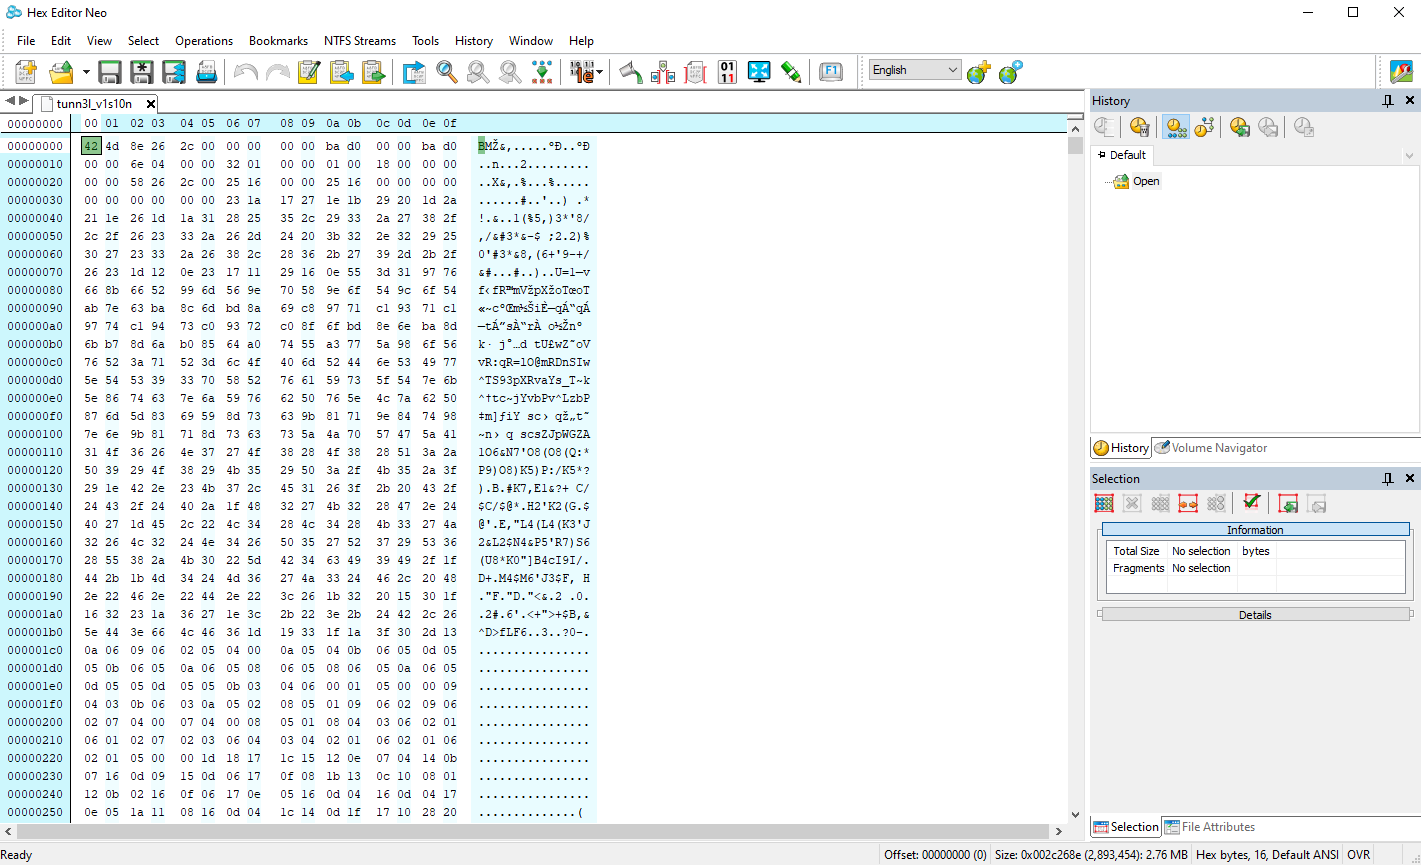 Hex Editor Neo
File Edit View Select Operations Bookmarks NTFS Streams Tools History Window Help
English
tunn3l_v1s10n
00000000 00 01 02 03 04 05 06 07 08 09 0a 0b 0c 0d 0e 0f
00000000 42 4d 8e 26 2c 00 00 00 00 00 ba d0 00 00 ba d0 BMŽ&,.....ºÐ..ºÐ
00000010 00 00 6e 04 00 00 32 01 00 00 01 00 18 00 00 00 ..n...2.........
00000020 00 00 58 26 2c 00 25 16 00 00 25 16 00 00 00 00 ..X&,.%...%.....
00000030 00 00 00 00 00 00 23 1a 17 27 1e 1b 29 20 1d 2a ......#..'..) .*
00000040 21 1e 26 1d 1a 31 28 25 35 2c 29 33 2a 27 38 2f !.&..1(%5,)3*'8/
00000050 2c 2f 26 23 33 2a 26 2d 24 20 3b 32 2e 32 29 25 ,/&#3*&-$ ;2.2)%
00000060 30 27 23 33 2a 26 38 2c 28 36 2b 27 39 2d 2b 2f 0'#3*&8,(6+'9-+/
00000070 26 23 1d 12 0e 23 17 11 29 16 0e 55 3d 31 97 76 &#...#..)..U=1—v
00000080 66 8b 66 52 99 6d 56 9e 70 58 9e 6f 54 9c 6f 54 f‹fR™mVžpXžoTœoT
00000090 ab 7e 63 ba 8c 6d bd 8a 69 c8 97 71 c1 93 71 c1 «~cºŒm½ŠiÈ—qÁ“qÁ
000000a0 97 74 c1 94 73 c0 93 72 c0 8f 6f bd 8e 6e ba 8d —tÁ”sÀ“rÀ o½Žnº
000000b0 6b b7 8d 6a b0 85 64 a0 74 55 a3 77 5a 98 6f 56 k· j°…d tU£wZ˜oV
000000c0 76 52 3a 71 52 3d 6c 4f 40 6d 52 44 6e 53 49 77 vR:qR=lO@mRDnSIw
000000d0 5e 54 53 39 33 70 58 52 76 61 59 73 5f 54 7e 6b ^TS93pXRvaYs_T~k
000000e0 5e 86 74 63 7e 6a 59 76 62 50 76 5e 4c 7a 62 50 ^†tc~jYvbPv^LzbP
000000f0 87 6d 5d 83 69 59 8d 73 63 9b 81 71 9e 84 74 98 ‡m]ƒiY sc› qž„t˜
00000100 7e 6e 9b 81 71 8d 73 63 73 5a 4a 70 57 47 5a 41 ~n› q scsZJpWGZA
00000110 31 4f 36 26 4e 37 27 4f 38 28 4f 38 28 51 3a 2a 1O6&N7'O8(O8(Q:*
00000120 50 39 29 4f 38 29 4b 35 29 50 3a 2f 4b 35 2a 3f P9)O8)K5)P:/K5*?
00000130 29 1e 42 2e 23 4b 37 2c 45 31 26 3f 2b 20 43 2f ).B.#K7,E1&?+ C/
00000140 24 43 2f 24 40 2a 1f 48 32 27 4b 32 28 47 2e 24 $C/$@*.H2'K2(G.$
00000150 40 27 1d 45 2c 22 4c 34 28 4c 34 28 4b 33 27 4a @'.E,"L4(L4(K3'J
00000160 32 26 4c 32 24 4e 34 26 50 35 27 52 37 29 53 36 2&L2$N4&P5'R7)S6
00000170 28 55 38 2a 4b 30 22 5d 42 34 63 49 39 49 2f 1f (U8*K0"]B4cI9I/.
00000180 44 2b 1b 4d 34 24 4d 36 27 4a 33 24 46 2c 20 48 D+.M4$M6'J3$F, H
00000190 2e 22 46 2e 22 44 2e 22 3c 26 1b 32 20 15 30 1f ."F."D."<&.2 .0.
000001a0 16 32 23 1a 36 27 1e 3c 2b 22 3e 2b 24 42 2c 26 .2#.6'.<+">+$B,&
000001b0 5e 44 3e 66 4c 46 36 1d 19 33 1f 1a 3f 30 2d 13 ^D>fLF6..3..?0-.
000001c0 0a 06 09 06 02 05 04 00 0a 05 04 0b 06 05 0d 05 ................
000001d0 05 0b 06 05 0a 06 05 08 06 05 08 06 05 0a 06 05 ................
000001e0 0d 05 05 0d 05 05 0b 03 04 06 00 01 05 00 00 09 ................
000001f0 04 03 0b 06 03 0a 05 02 08 05 01 09 06 02 09 06 ................
00000200 02 07 04 00 07 04 00 08 05 01 08 04 03 06 02 01 ................
00000210 06 01 02 07 02 03 06 04 03 04 02 01 06 02 01 06 ................
00000220 02 01 05 00 00 1d 18 17 1c 15 12 0e 07 04 14 0b ................
00000230 07 16 0d 09 15 0d 06 17 0f 08 1b 13 0c 10 08 01 ................
00000240 12 0b 02 16 0f 06 17 0e 05 16 0d 04 16 0d 04 17 ................
00000250 0e 05 1a 11 08 16 0d 04 1c 14 0d 1f 17 10 28 20 ..............( 
History
Default
Open
History Volume Navigator
Selection
Information
Total Size No selection bytes
Fragments No selection
Details
Selection File Attributes
Ready Offset: 00000000 (0) Size: 0x002c268e (2,893,454): 2.76 MB Hex bytes, 16, Default ANSI OVR